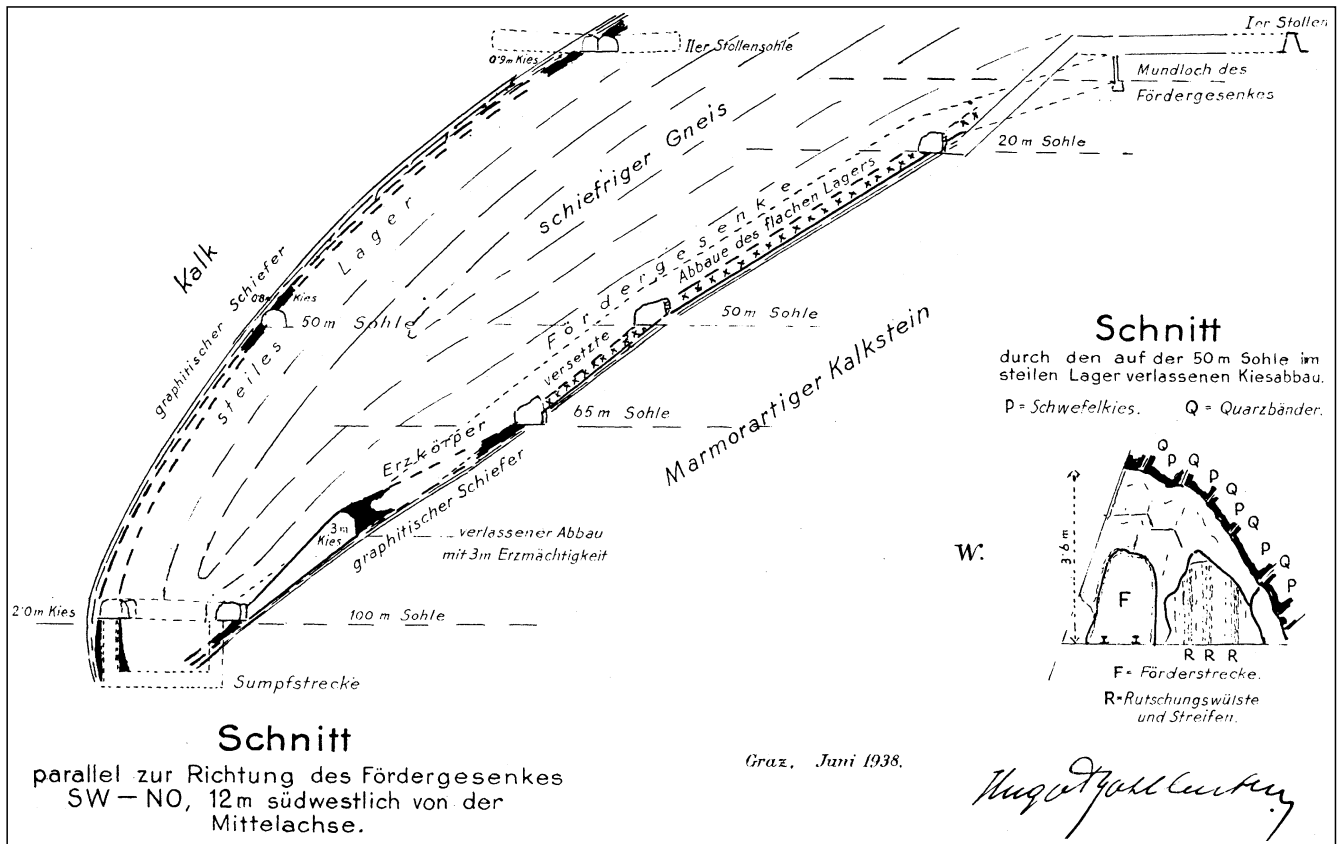 Ier Stollen
IIer Stollensohle
0·9m Kies
Mundloch des
Fördergesenkes
20 m Sohle
schiefriger Gneis
Kalk
graphitischer Schiefer
steiles Lager
0·8m Kies
50 m Sohle
Fördergesenke
versetzte Abbaue des flachen Lagers
50 m Sohle
65 m Sohle
Marmorartiger Kalkstein
Erzkörper
graphitischer Schiefer
3 m
Kies
verlassener Abbau
mit 3m Erzmächtigkeit
2·0m Kies
100 m Sohle
Sumpfstrecke
Schnitt
parallel zur Richtung des Fördergesenkes
SW – NO, 12m südwestlich von der
Mittelachse.
Schnitt
durch den auf der 50m Sohle im
steilen Lager verlassenen Kiesabbau.
P = Schwefelkies. Q = Quarzbänder.
Q
P
Q
P
Q
P
Q
P
Q
P
3·6 m
W.
F
R R R
F = Förderstrecke.
R = Rutschungswülste
und Streifen.
Graz, Juni 1938.